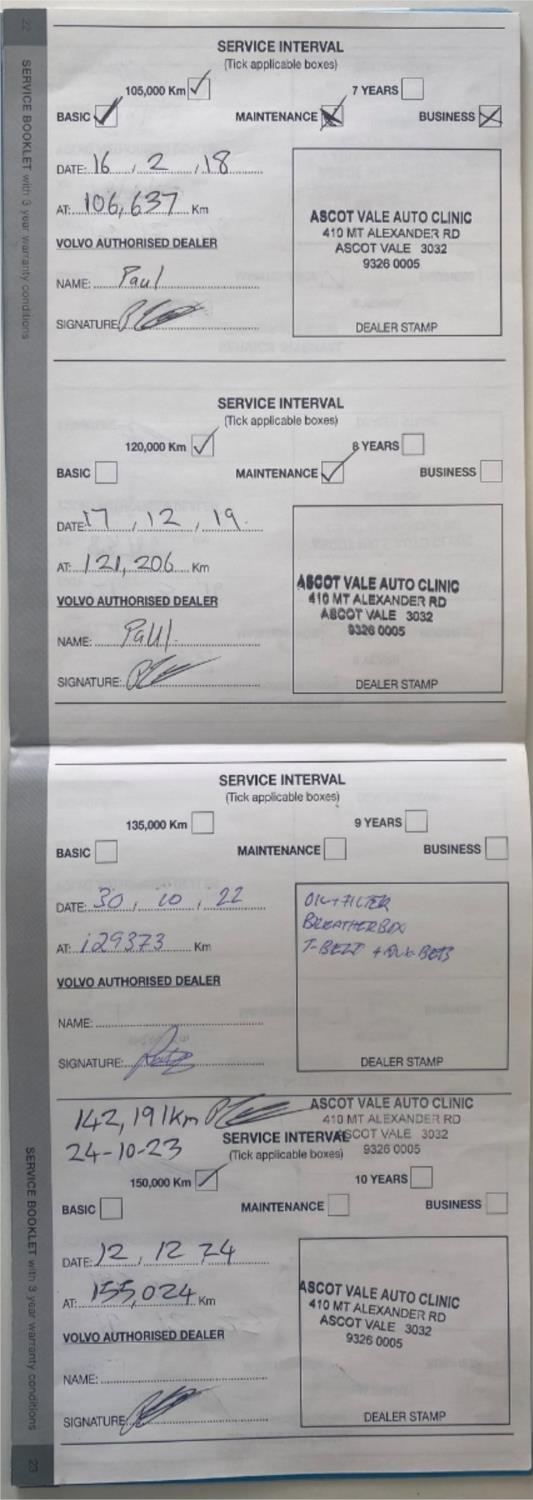 22
SERVICE BOOKLET with 3 year warranty conditions
SERVICE INTERVAL
(Tick applicable boxes)
105,000 Km
7 YEARS
BASIC
MAINTENANCE
BUSINESS
DATE: 16 , 2 , 18
AT: 106,637 Km
VOLVO AUTHORISED DEALER
NAME: Paul
SIGNATURE:
ASCOT VALE AUTO CLINIC
410 MT ALEXANDER RD
ASCOT VALE 3032
9326 0005
DEALER STAMP
SERVICE INTERVAL
(Tick applicable boxes)
120,000 Km
8 YEARS
BASIC
MAINTENANCE
BUSINESS
DATE: 17 , 12 , 19
AT: 121,206 Km
VOLVO AUTHORISED DEALER
NAME: Paul
SIGNATURE:
ASCOT VALE AUTO CLINIC
410 MT ALEXANDER RD
ASCOT VALE 3032
9326 0005
DEALER STAMP
SERVICE INTERVAL
(Tick applicable boxes)
135,000 Km
9 YEARS
BASIC
MAINTENANCE
BUSINESS
DATE: 30 , 10 , 22
AT: 129373 Km
VOLVO AUTHORISED DEALER
NAME:
SIGNATURE:
OIL+FILTER
BREATHERBOX
T-BELT +
DEALER STAMP
142,191Km
24-10-23
ASCOT VALE AUTO CLINIC
410 MT ALEXANDER RD
ASCOT VALE 3032
9326 0005
SERVICE INTERVAL
(Tick applicable boxes)
150,000 Km
10 YEARS
BASIC
MAINTENANCE
BUSINESS
DATE: 12 , 12 24
AT: 155,024 Km
VOLVO AUTHORISED DEALER
NAME:
SIGNATURE:
ASCOT VALE AUTO CLINIC
410 MT ALEXANDER RD
ASCOT VALE 3032
9326 0005
DEALER STAMP
SERVICE BOOKLET with 3 year warranty conditions
23